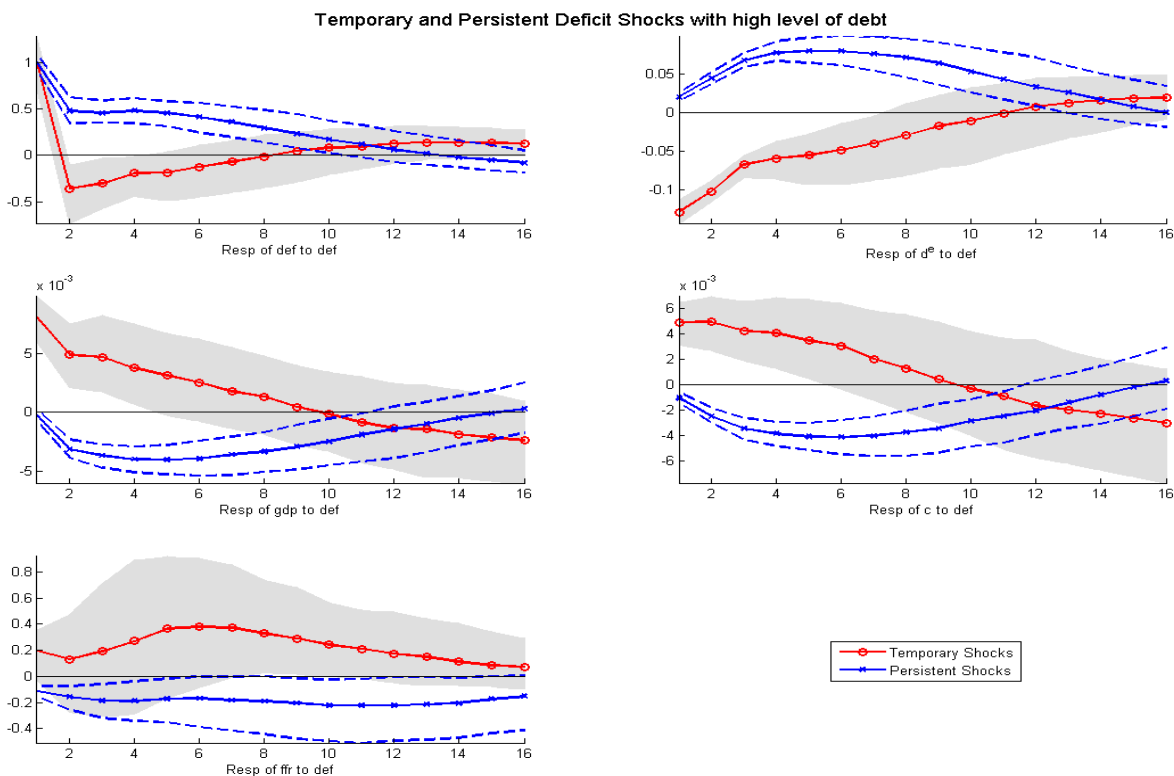 Temporary and Persistent Deficit Shocks with high level of debt
1
0.5
0
-0.5
2 4 6 8 10 12 14 16
Resp of def to def
0.05
0
-0.05
-0.1
2 4 6 8 10 12 14 16
Resp of dᵉ to def
x 10⁻³
5
0
-5
2 4 6 8 10 12 14 16
Resp of gdp to def
x 10⁻³
6
4
2
0
-2
-4
-6
2 4 6 8 10 12 14 16
Resp of c to def
0.8
0.6
0.4
0.2
0
-0.2
-0.4
2 4 6 8 10 12 14 16
Resp of ffr to def
Temporary Shocks
Persistent Shocks